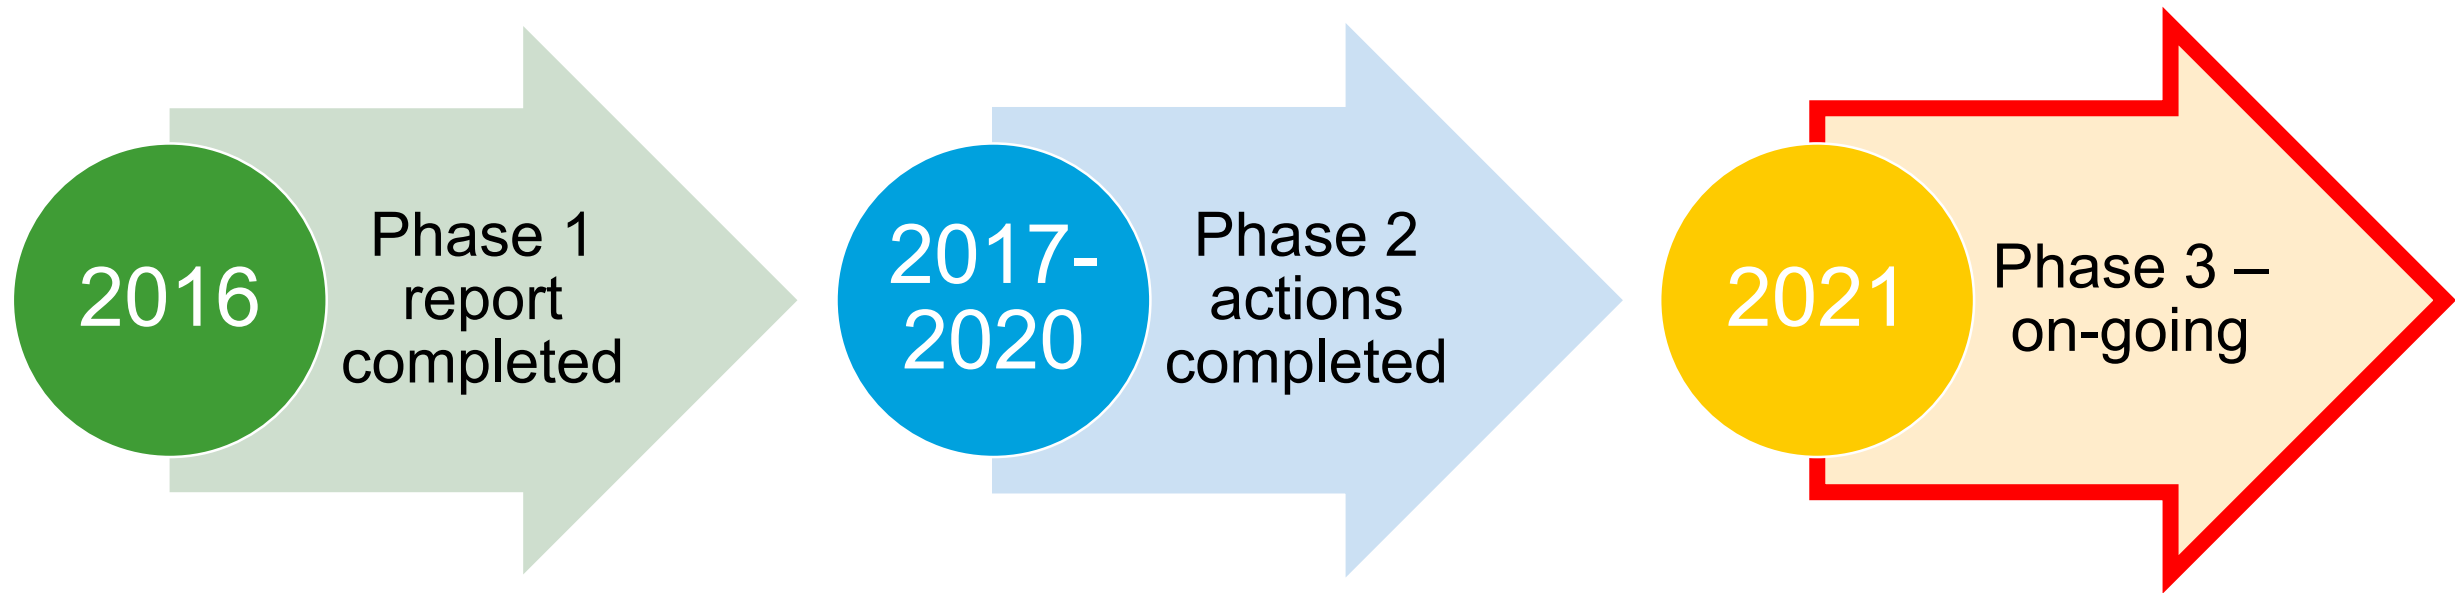 2016
Phase 1
report
completed
2017-
2020
Phase 2
actions
completed
2021
Phase 3 –
on-going